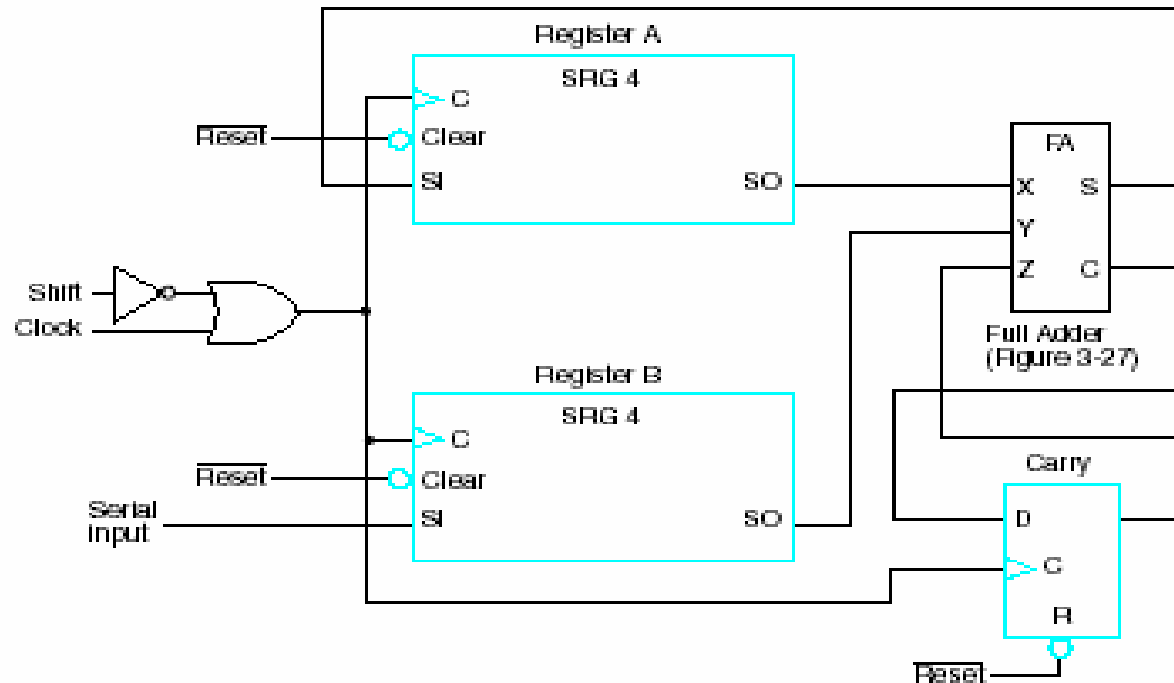 Register A
SRG 4
C
Reset
Clear
SI
SO
FA
X
S
Y
Z
C
Shift
Clock
Full Adder
(Figure 3-27)
Register B
SRG 4
C
Reset
Clear
Serial
input
SI
SO
Carry
D
C
R
Reset